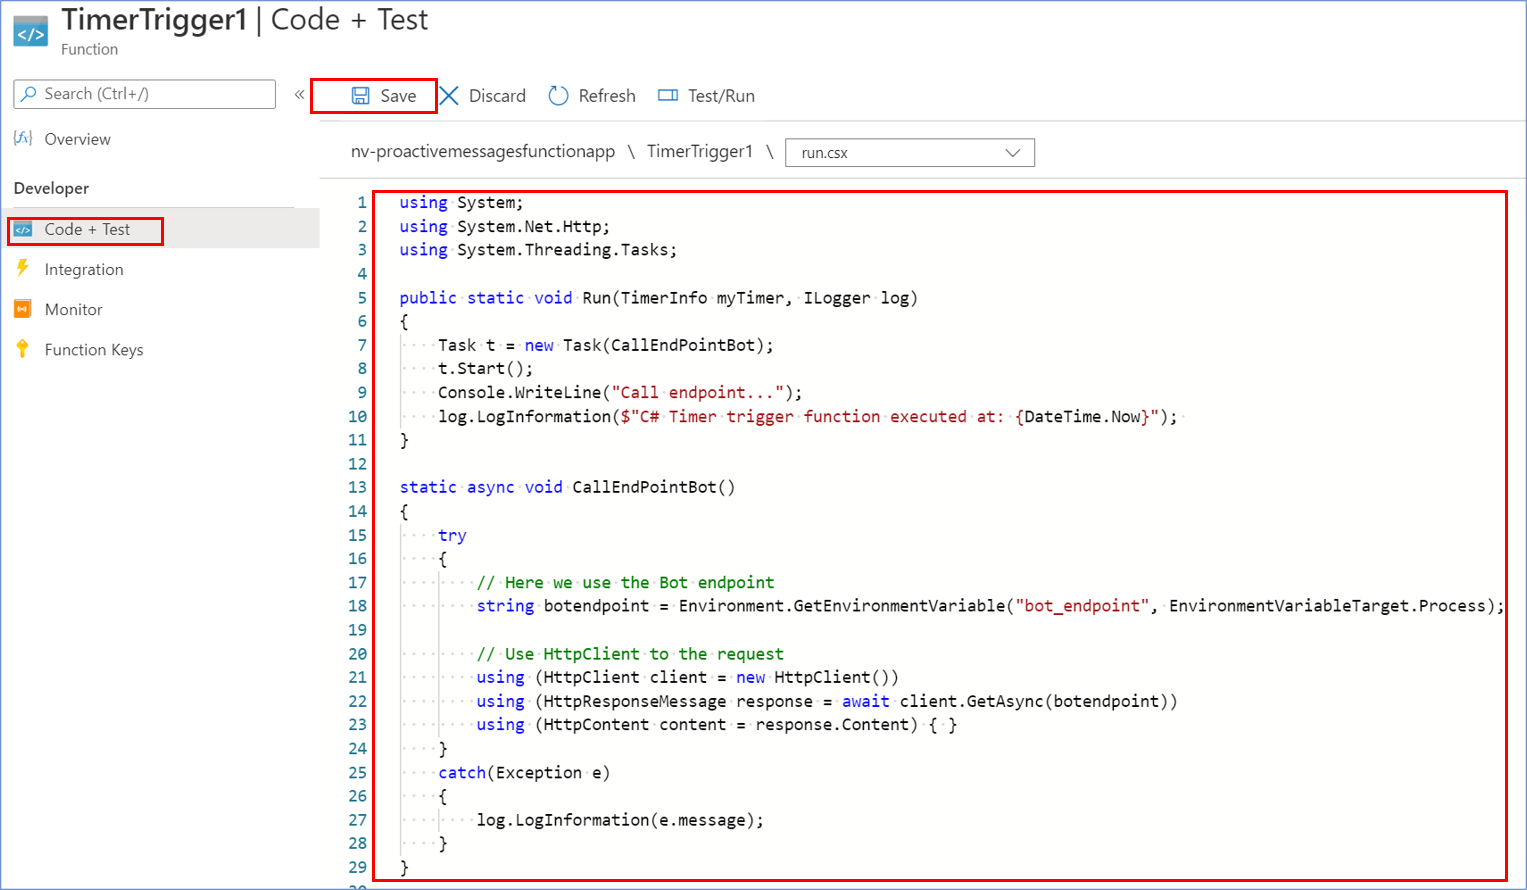 TimerTrigger1 | Code + Test
Function
Search (Ctrl+/)
«
Save
Discard
Refresh
Test/Run
Overview
nv-proactivemessagesfunctionapp \ TimerTrigger1 \ run.csx
Developer
Code + Test
Integration
Monitor
Function Keys
1 using System;
2 using System.Net.Http;
3 using System.Threading.Tasks;
4
5 public static void Run(TimerInfo myTimer, ILogger log)
6 {
7     Task t = new Task(CallEndPointBot);
8     t.Start();
9     Console.WriteLine("Call endpoint...");
10     log.LogInformation($"C# Timer trigger function executed at: {DateTime.Now}");
11 }
12
13 static async void CallEndPointBot()
14 {
15     try
16     {
17         // Here we use the Bot endpoint
18         string botendpoint = Environment.GetEnvironmentVariable("bot_endpoint", EnvironmentVariableTarget.Process);
19
20         // Use HttpClient to the request
21         using (HttpClient client = new HttpClient())
22         using (HttpResponseMessage response = await client.GetAsync(botendpoint))
23         using (HttpContent content = response.Content) { }
24     }
25     catch(Exception e)
26     {
27         log.LogInformation(e.message);
28     }
29 }